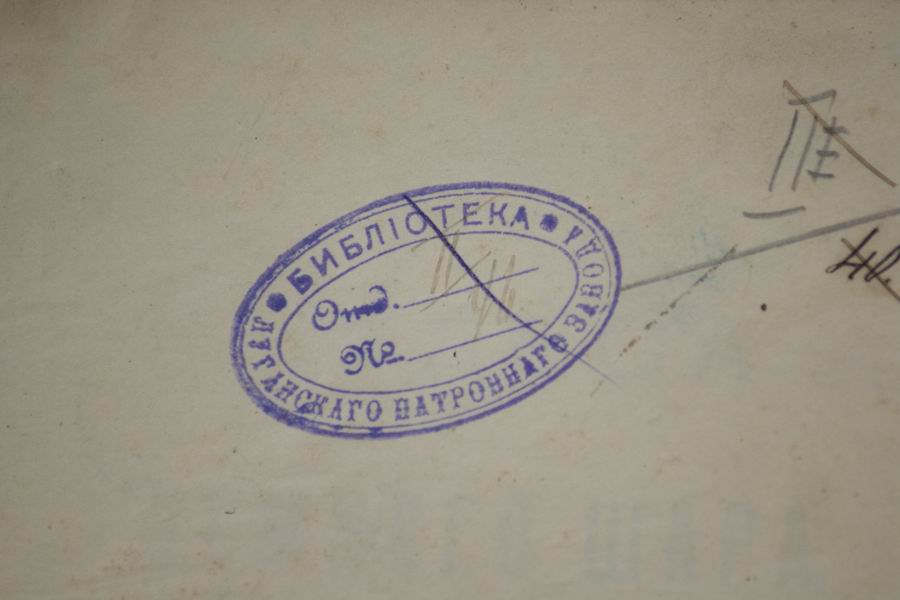 БИБЛІОТЕКА
Отд.
№
ЛУГАНСКАГО ПАТРОННАГО ЗАВОДА